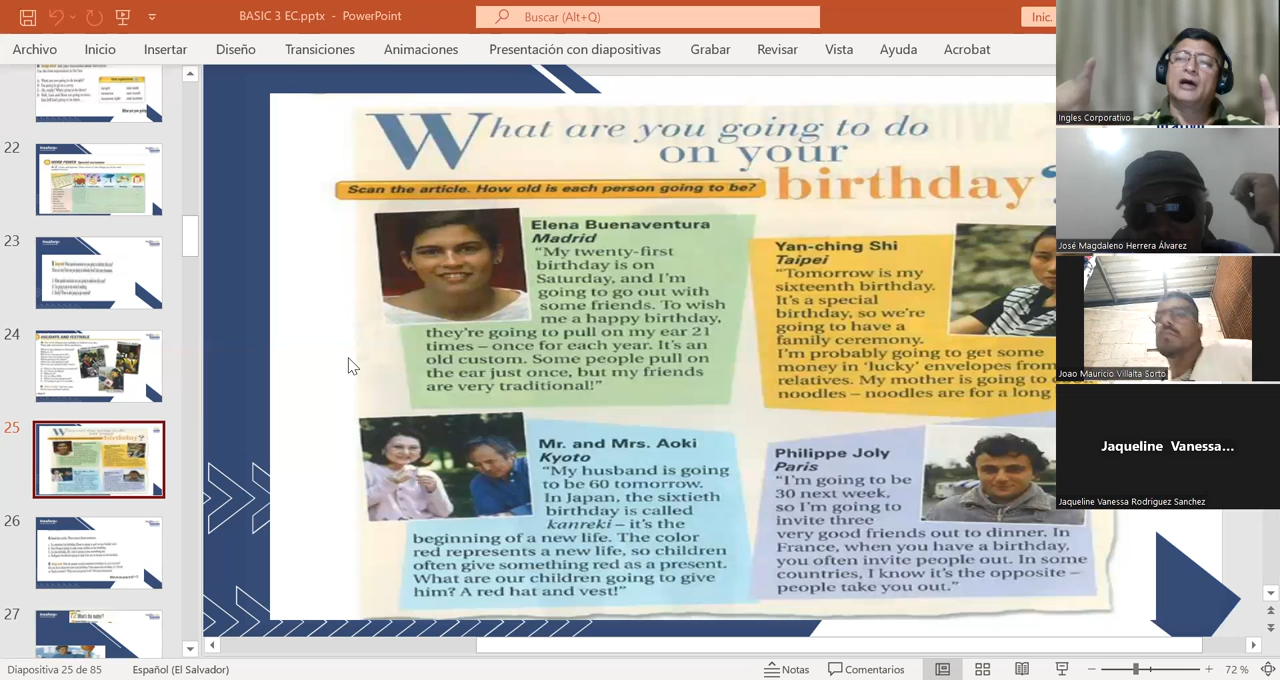 BASIC 3 EC.pptx - PowerPoint
Buscar (Alt+Q)
Inic.
Archivo Inicio Insertar Diseño Transiciones Animaciones Presentación con diapositivas Grabar Revisar Vista Ayuda Acrobat
22
23
24
25
26
27
What are you going to do
on your
birthday?
Scan the article. How old is each person going to be?
Elena Buenaventura
Madrid
"My twenty-first
birthday is on
Saturday, and I'm
going to go out with
some friends. To wish
me a happy birthday,
they're going to pull on my ear 21
times – once for each year. It's an
old custom. Some people pull on
the ear just once, but my friends
are very traditional!"
Yan-ching Shi
Taipei
"Tomorrow is my
sixteenth birthday.
It's a special
birthday, so we're
going to have a
family ceremony.
I'm probably going to get some
money in 'lucky' envelopes from
relatives. My mother is going to
noodles – noodles are for a long
Mr. and Mrs. Aoki
Kyoto
"My husband is going
to be 60 tomorrow.
In Japan, the sixtieth
birthday is called
kanreki – it's the
beginning of a new life. The color
red represents a new life, so children
often give something red as a present.
What are our children going to give
him? A red hat and vest!"
Philippe Joly
Paris
"I'm going to be
30 next week,
so I'm going to
invite three
very good friends out to dinner. In
France, when you have a birthday,
you often invite people out. In some
countries, I know it's the opposite –
people take you out."
Ingles Corporativo
José Magdaleno Herrera Álvarez
Joao Mauricio Villalta Sorto
Jaqueline Vanessa...
Jaqueline Vanessa Rodriguez Sanchez
Diapositiva 25 de 85 Español (El Salvador)
Notas Comentarios
72 %